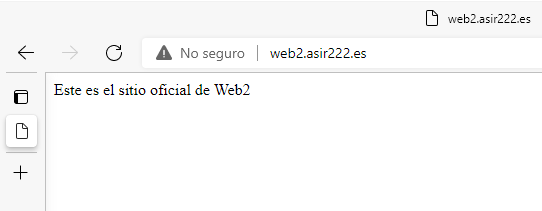 web2.asir222.es
No seguro
web2.asir222.es
Este es el sitio oficial de Web2